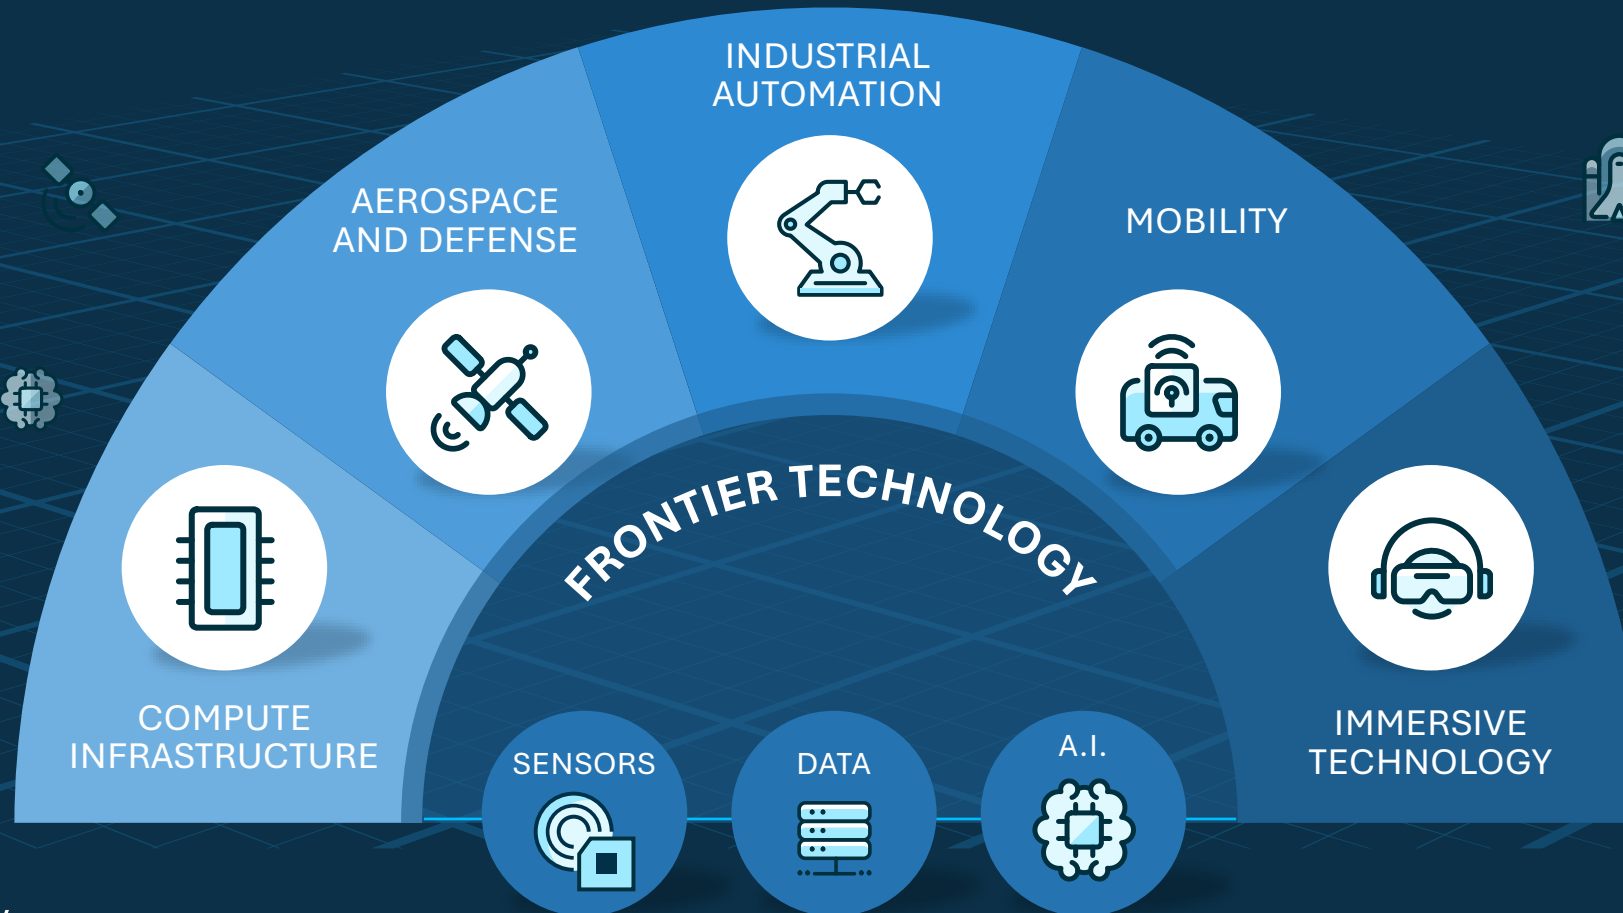 INDUSTRIAL
AUTOMATION
AEROSPACE
AND DEFENSE
MOBILITY
FRONTIER TECHNOLOGY
COMPUTE
INFRASTRUCTURE
IMMERSIVE
TECHNOLOGY
SENSORS
DATA
A.I.